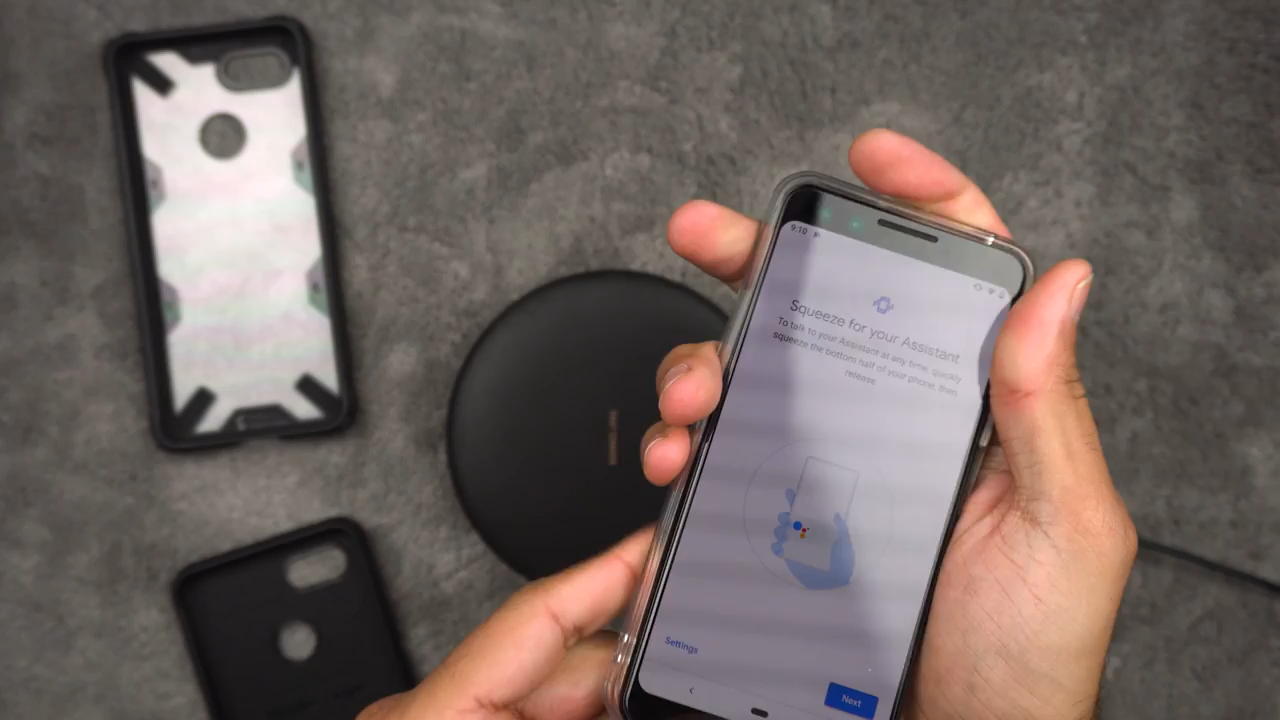 9:10
Squeeze for your Assistant
To talk to your Assistant at any time, quickly
squeeze the bottom half of your phone, then
release.
Settings
Next